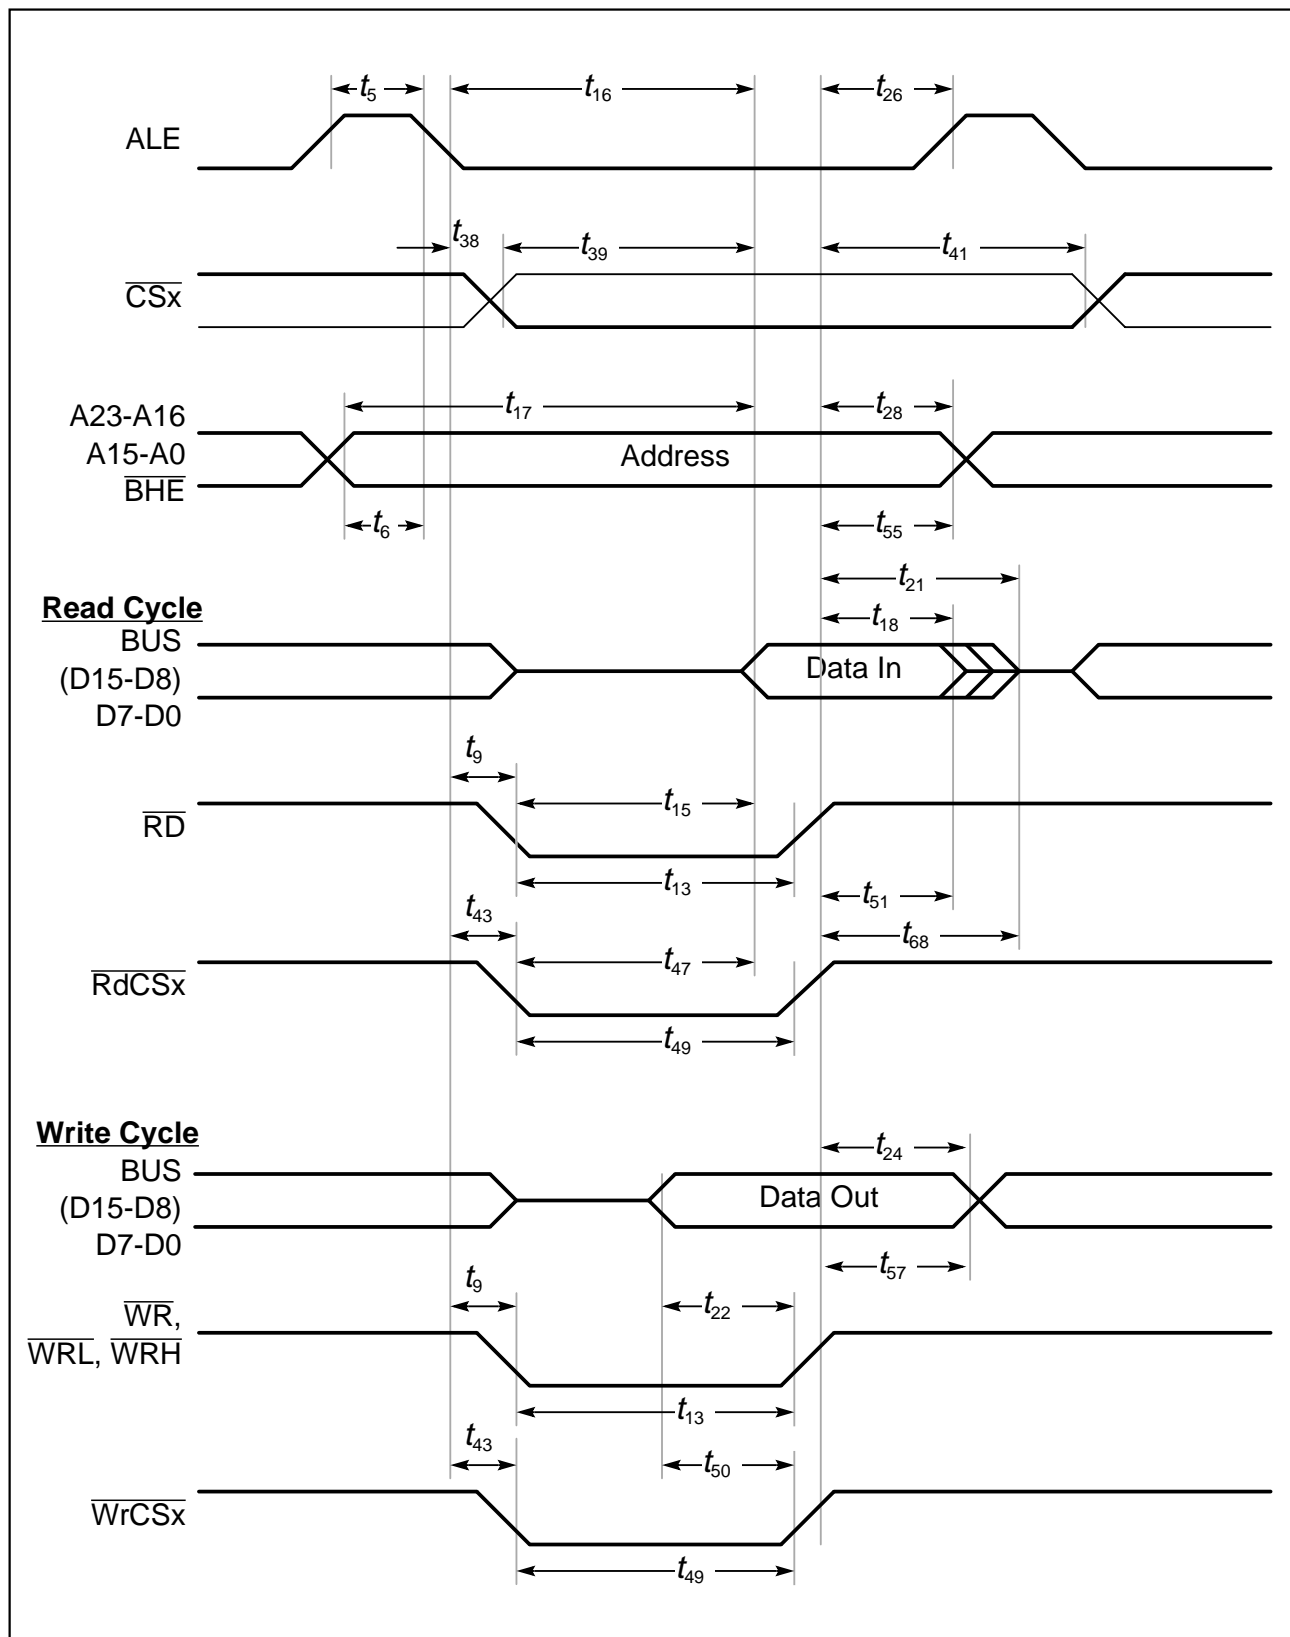 t5 t16 t26
ALE
t38 t39 t41
CSx
A23-A16
t17 t28
A15-A0
Address
BHE
t6 t55
t21
Read Cycle
t18
BUS
(D15-D8)
Data In
D7-D0
t9
t15
RD
t13 t51
t43
t68
t47
RdCSx
t49
Write Cycle
t24
BUS
(D15-D8)
Data Out
D7-D0
t57
t9
t22
WR,
WRL, WRH
t13
t43
t50
WrCSx
t49